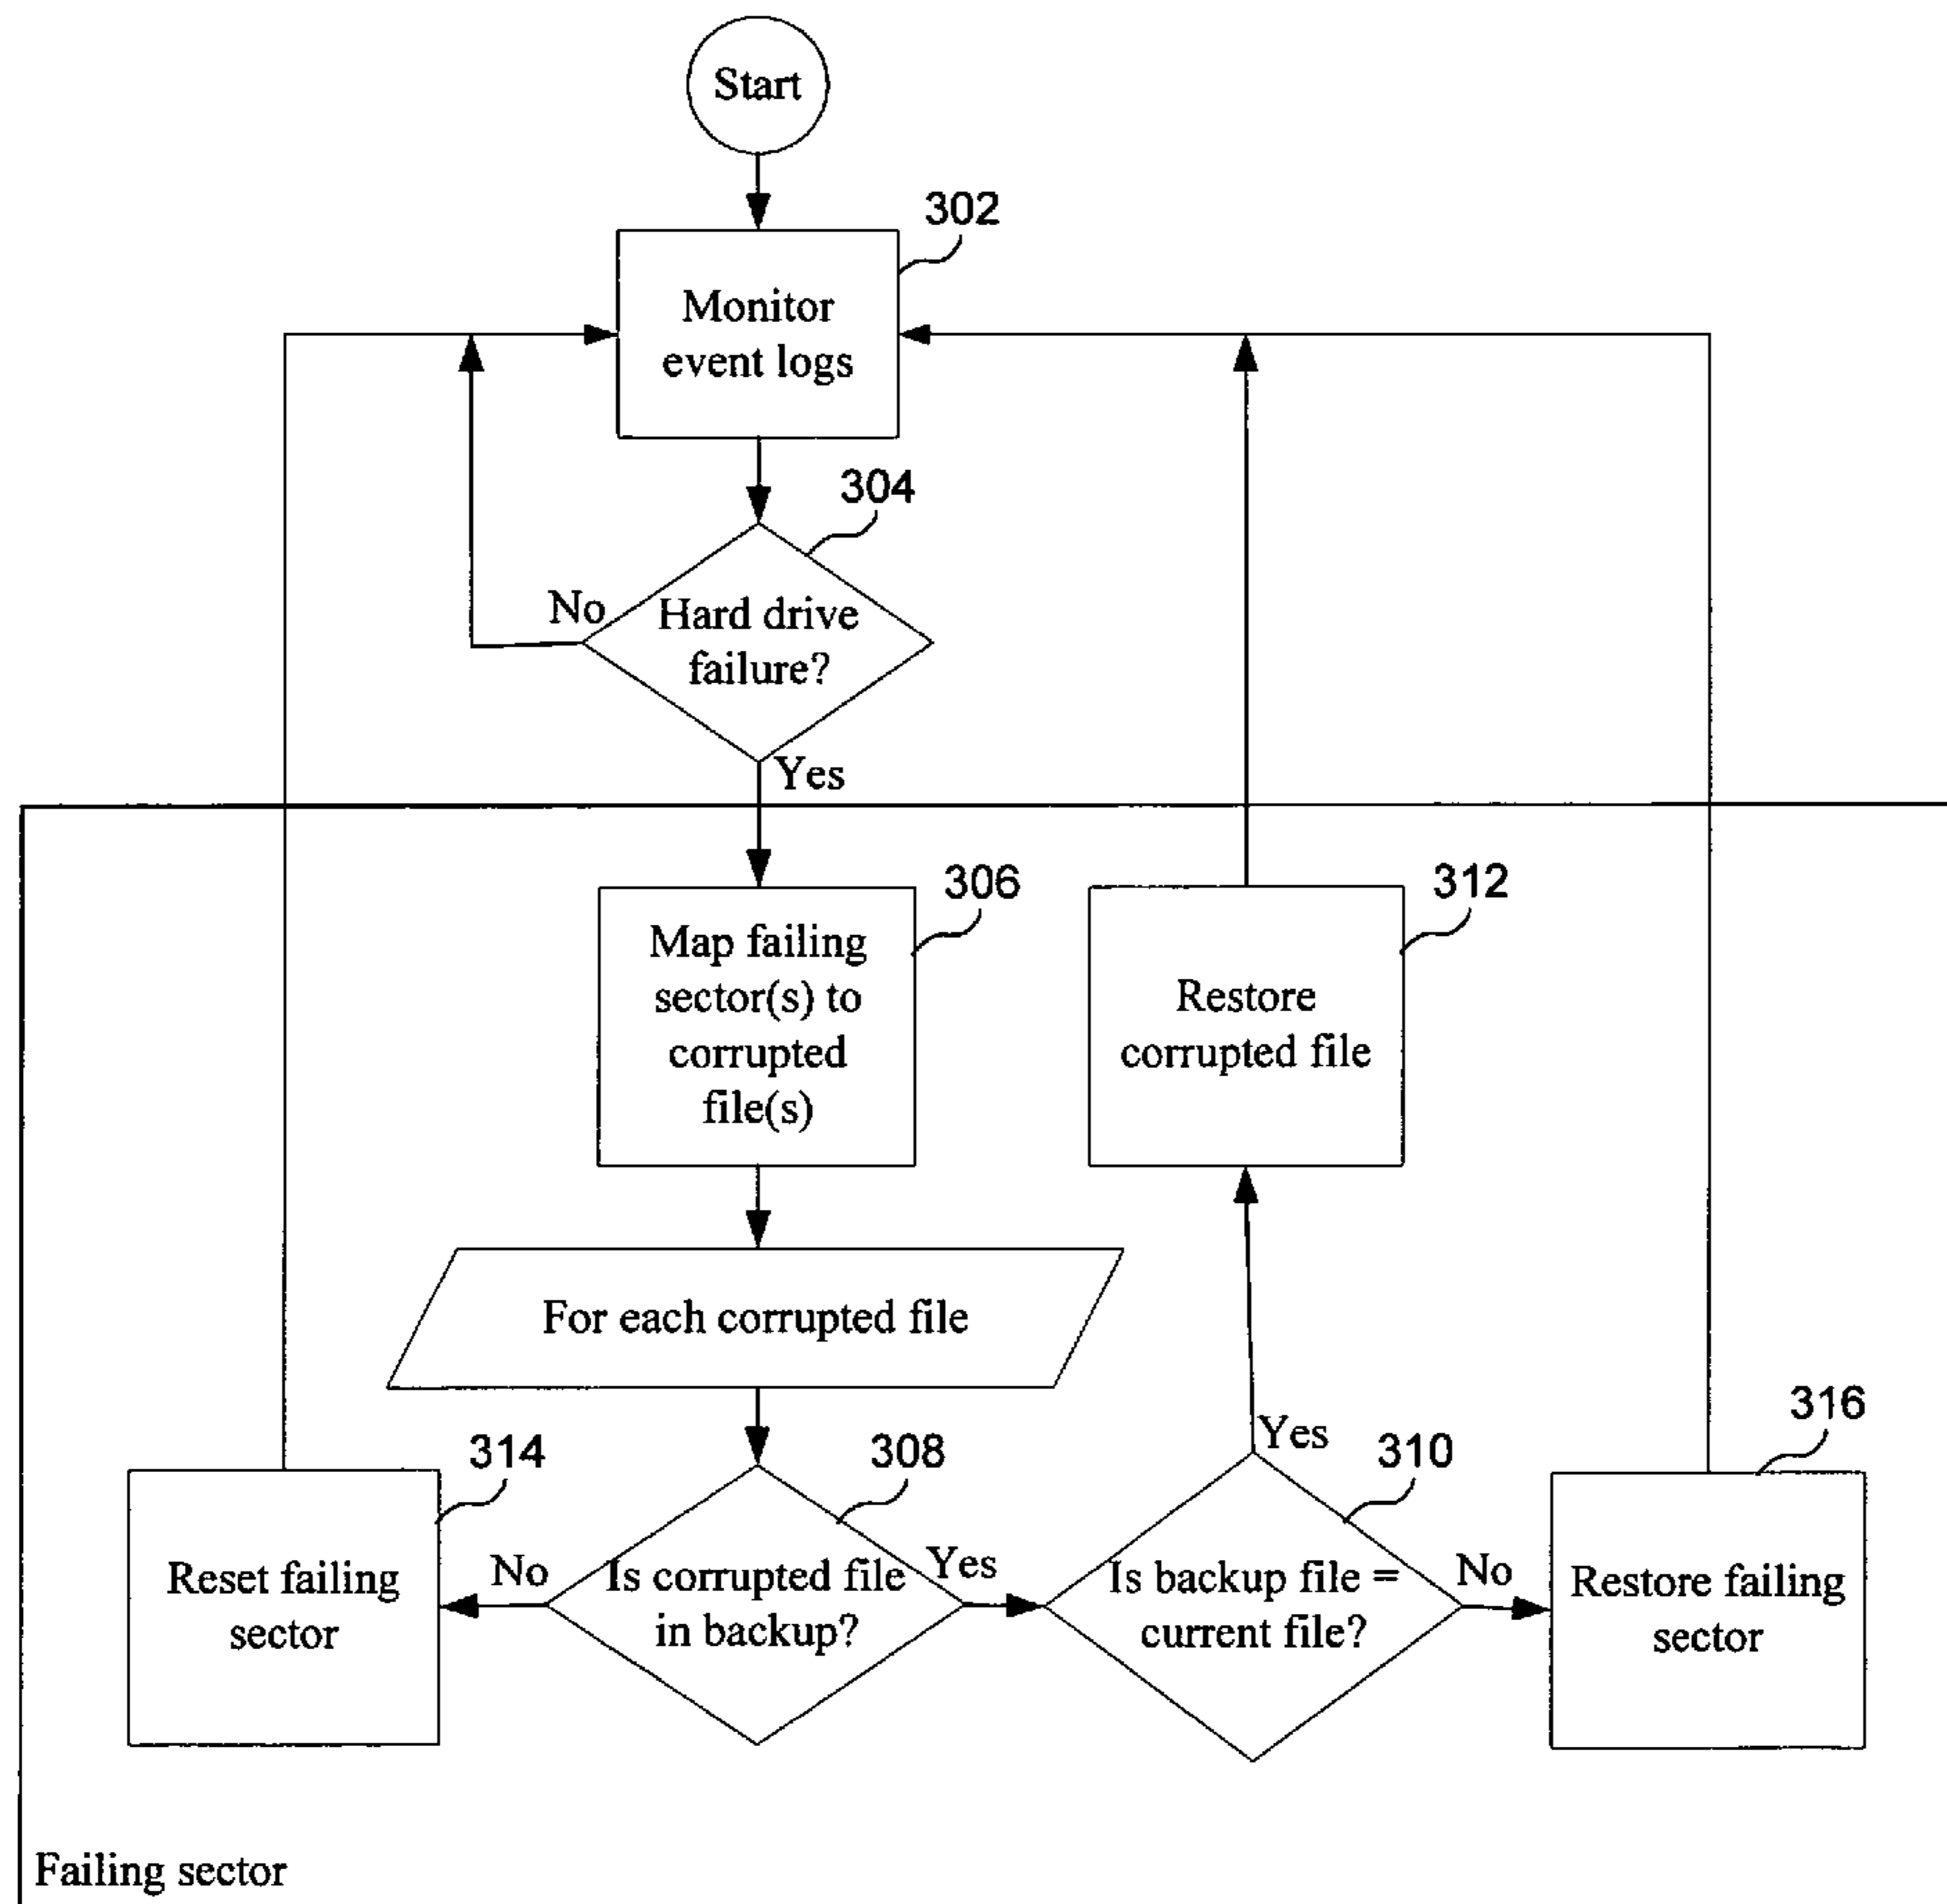 Start
302
Monitor
event logs
304
No
Hard drive
failure?
Yes
306
Map failing
sector(s) to
corrupted
file(s)
312
Restore
corrupted file
For each corrupted file
314
Reset failing
sector
308
No
Is corrupted file
in backup?
Yes
310
Yes
Is backup file =
current file?
No
316
Restore failing
sector
Failing sector